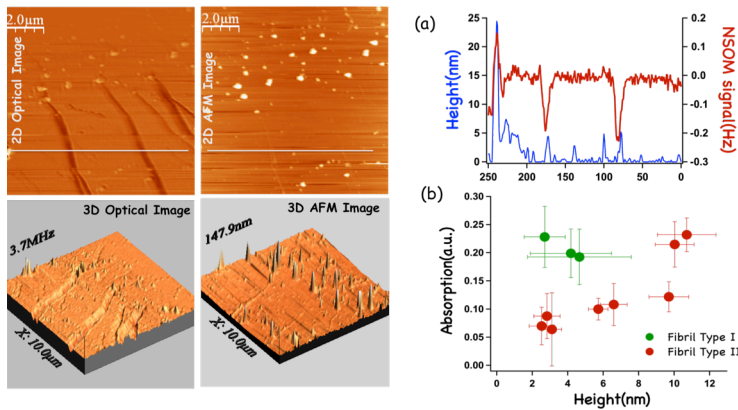 2.0µm
2D Optical Image
2.0µm
2D AFM Image
3D Optical Image
3.7MHz
X: 10.0µm
3D AFM Image
147.9nm
X: 10.0µm
(a)
Height(nm)
25
20
15
10
5
0
250
200
150
100
50
0
0.2
0.1
0.0
-0.1
-0.2
-0.3
NSOM signal(Hz)
(b)
Absorption(a.u.)
0.30
0.25
0.20
0.15
0.10
0.05
0.00
0
2
4
6
8
10
12
Height(nm)
Fibril Type I
Fibril Type II